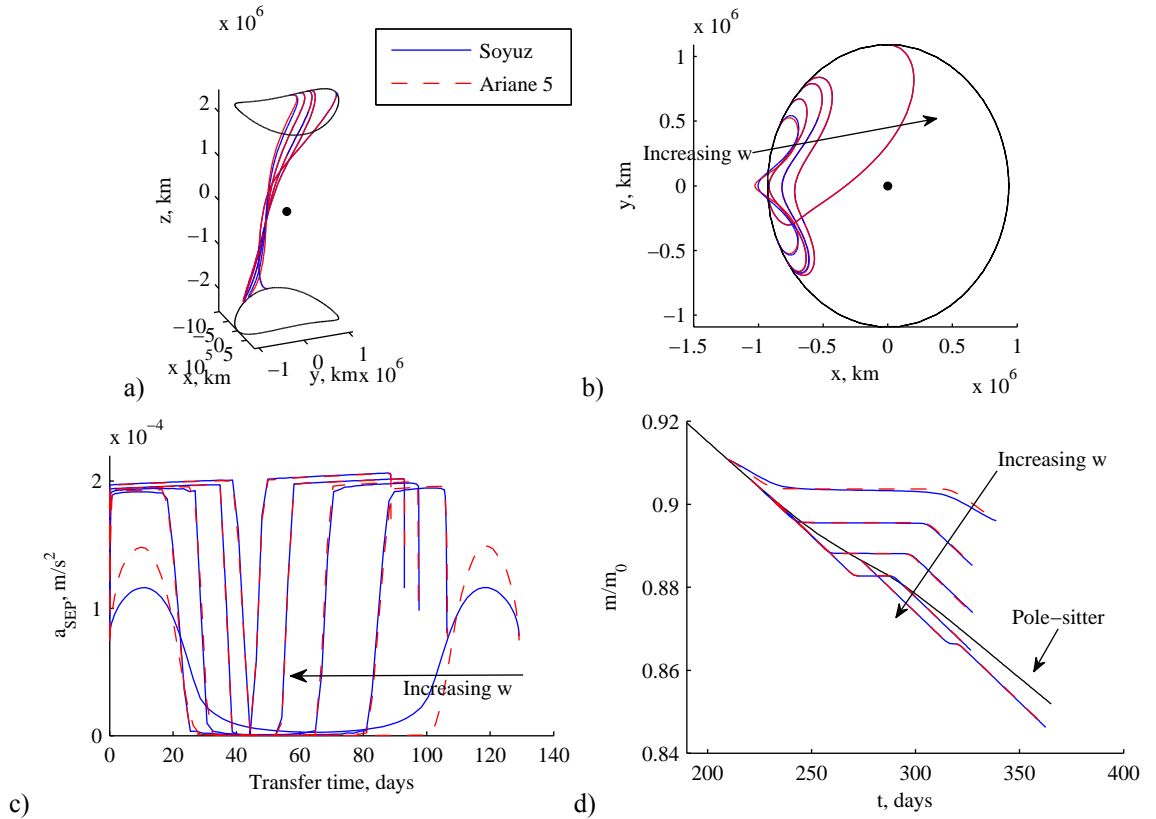 x 10^6
Soyuz
Ariane 5
2
1
0
−1
−2
z, km
−10
−5
0
5
x 10^5
x, km
−1
0
1
y, km
x 10^6
a)
x 10^6
1
0.5
0
−0.5
−1
y, km
Increasing w
−1.5
−1
−0.5
0
0.5
1
x, km
x 10^6
b)
x 10^-4
2
1
0
a_SEP, m/s^2
Increasing w
0
20
40
60
80
100
120
140
Transfer time, days
c)
0.92
0.9
0.88
0.86
0.84
m/m_0
Increasing w
Pole−sitter
200
250
300
350
400
t, days
d)